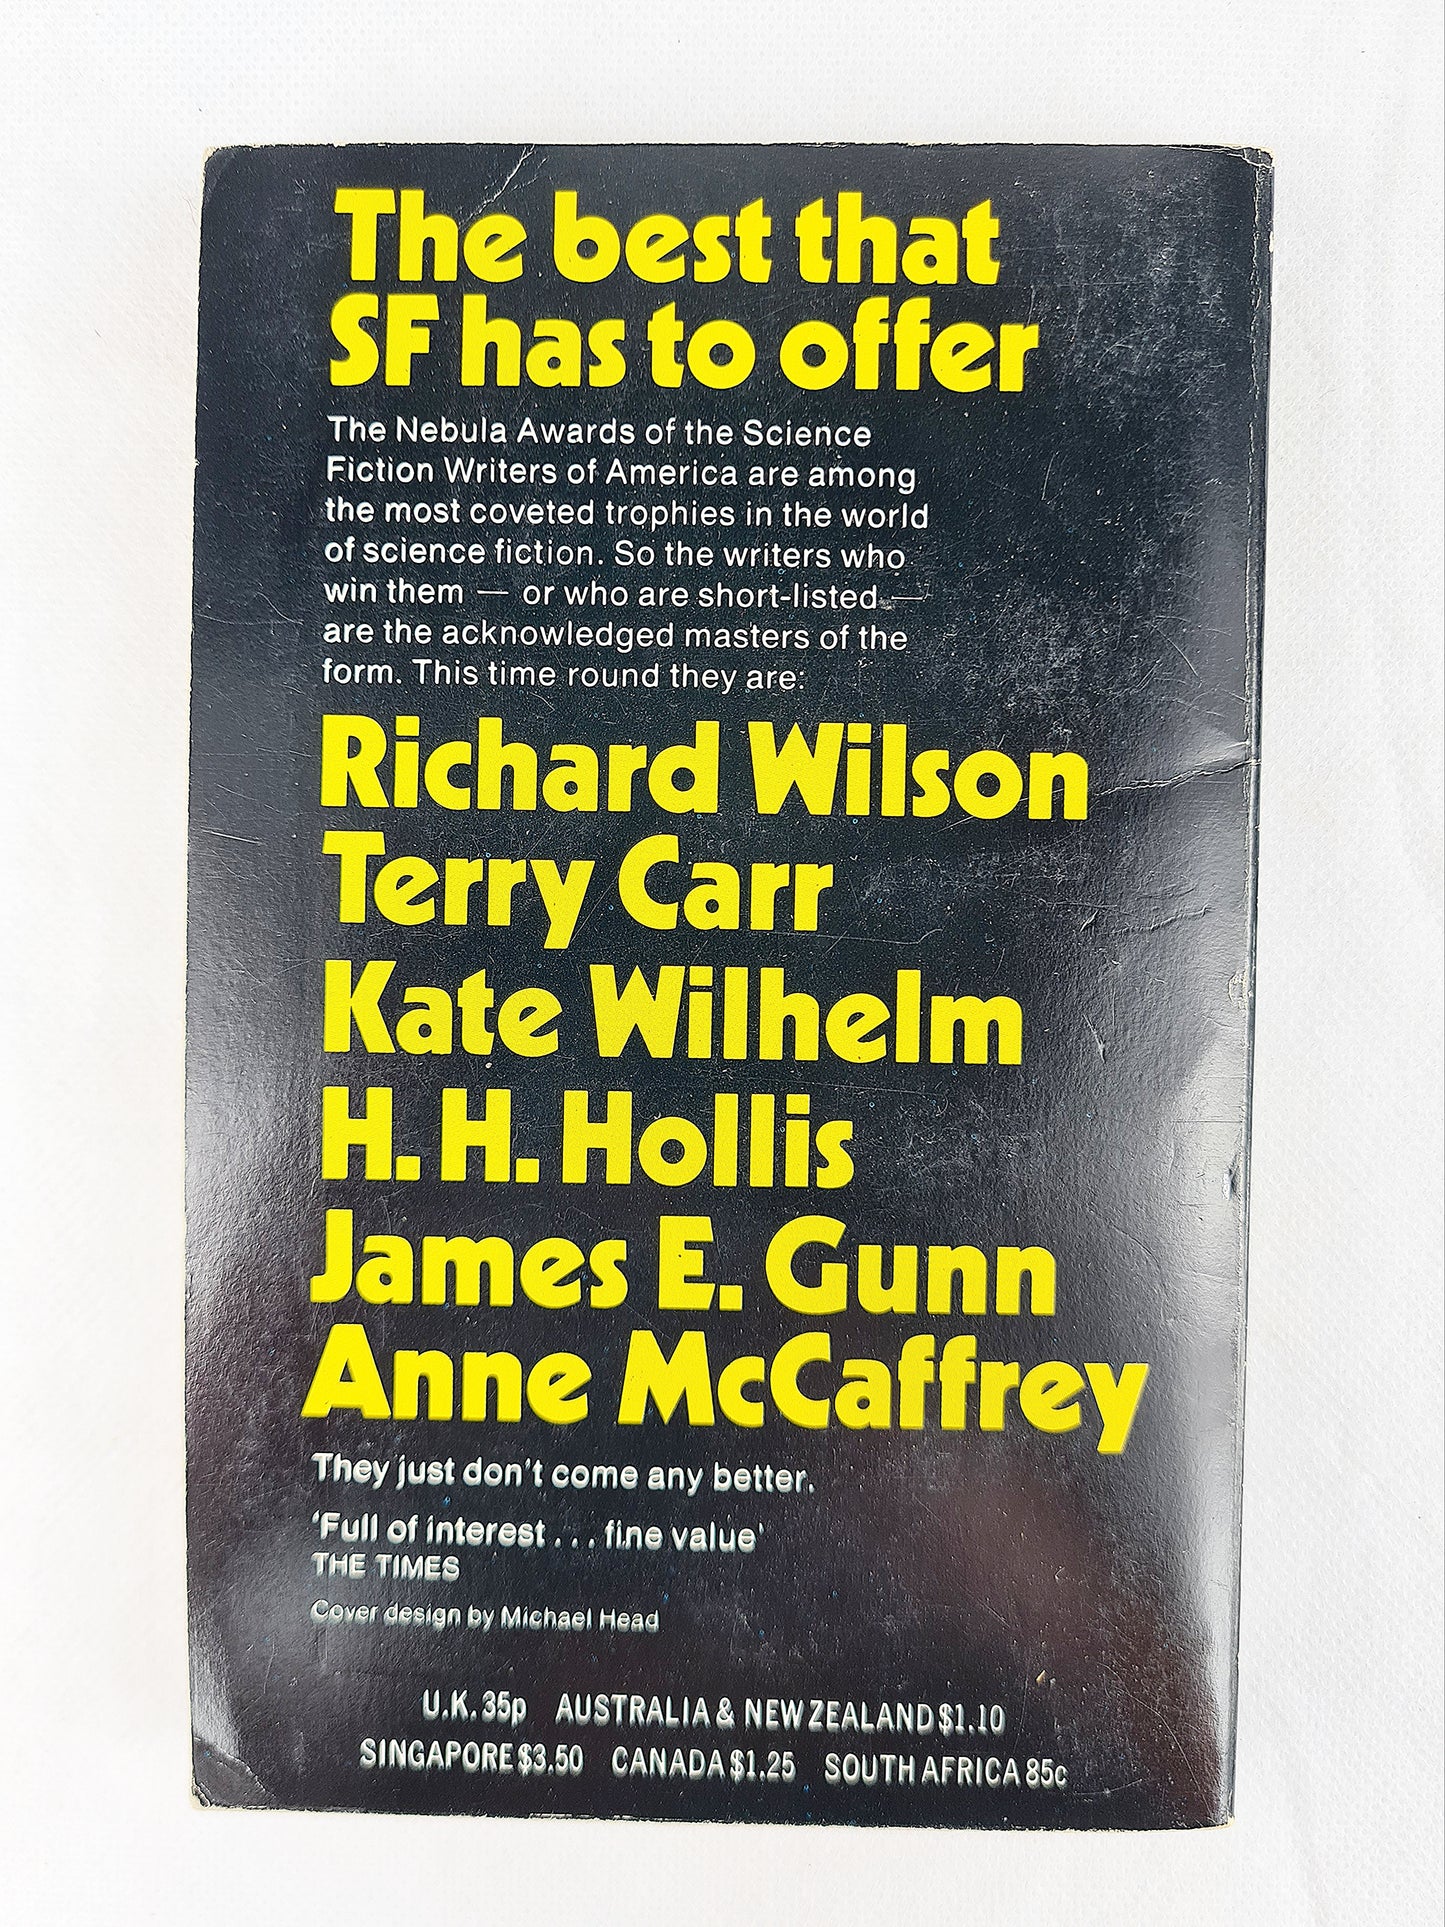 The best that
SF has to offer
The Nebula Awards of the Science
Fiction Writers of America are among
the most coveted trophies in the world
of science fiction. So the writers who
win them — or who are short-listed —
are the acknowledged masters of the
form. This time round they are:
Richard Wilson
Terry Carr
Kate Wilhelm
H. H. Hollis
James E. Gunn
Anne McCaffrey
They just don't come any better.
'Full of interest . . . fine value'
THE TIMES
Cover design by Michael Head
U.K. 35p AUSTRALIA & NEW ZEALAND $1.10
SINGAPORE $3.50 CANADA $1.25 SOUTH AFRICA 85c